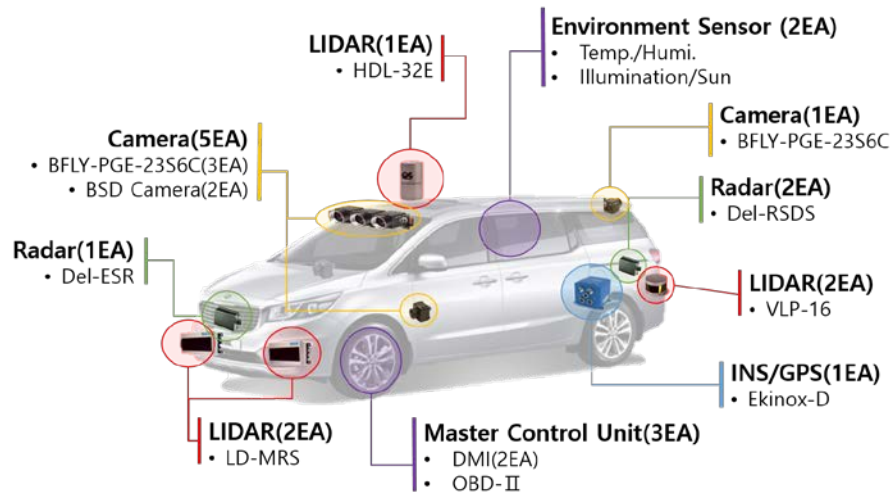 LIDAR(1EA)
• HDL-32E
Environment Sensor (2EA)
• Temp./Humi.
• Illumination/Sun
Camera(5EA)
• BFLY-PGE-23S6C(3EA)
• BSD Camera(2EA)
Camera(1EA)
• BFLY-PGE-23S6C
Radar(2EA)
• Del-RSDS
Radar(1EA)
• Del-ESR
LIDAR(2EA)
• VLP-16
INS/GPS(1EA)
• Ekinox-D
LIDAR(2EA)
• LD-MRS
Master Control Unit(3EA)
• DMI(2EA)
• OBD-Ⅱ